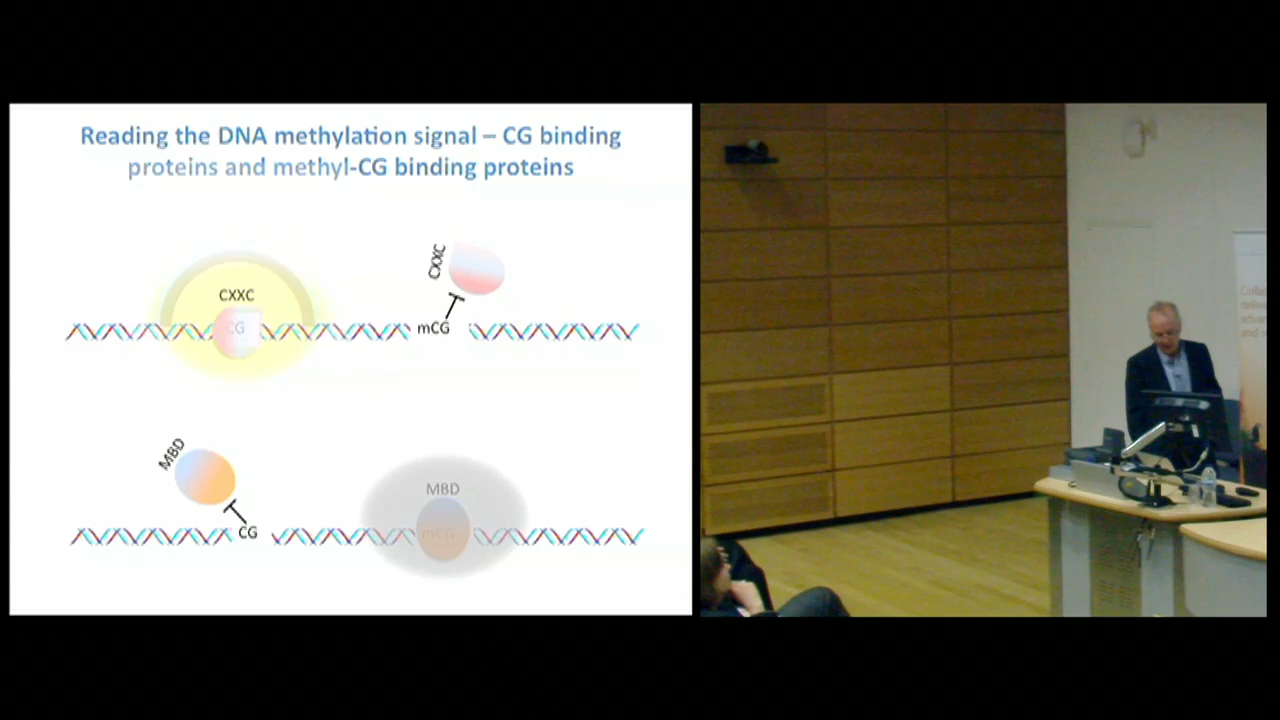 Reading the DNA methylation signal – CG binding
proteins and methyl-CG binding proteins
CXXC
CXXC
CG
mCG
MBD
MBD
CG
mCG